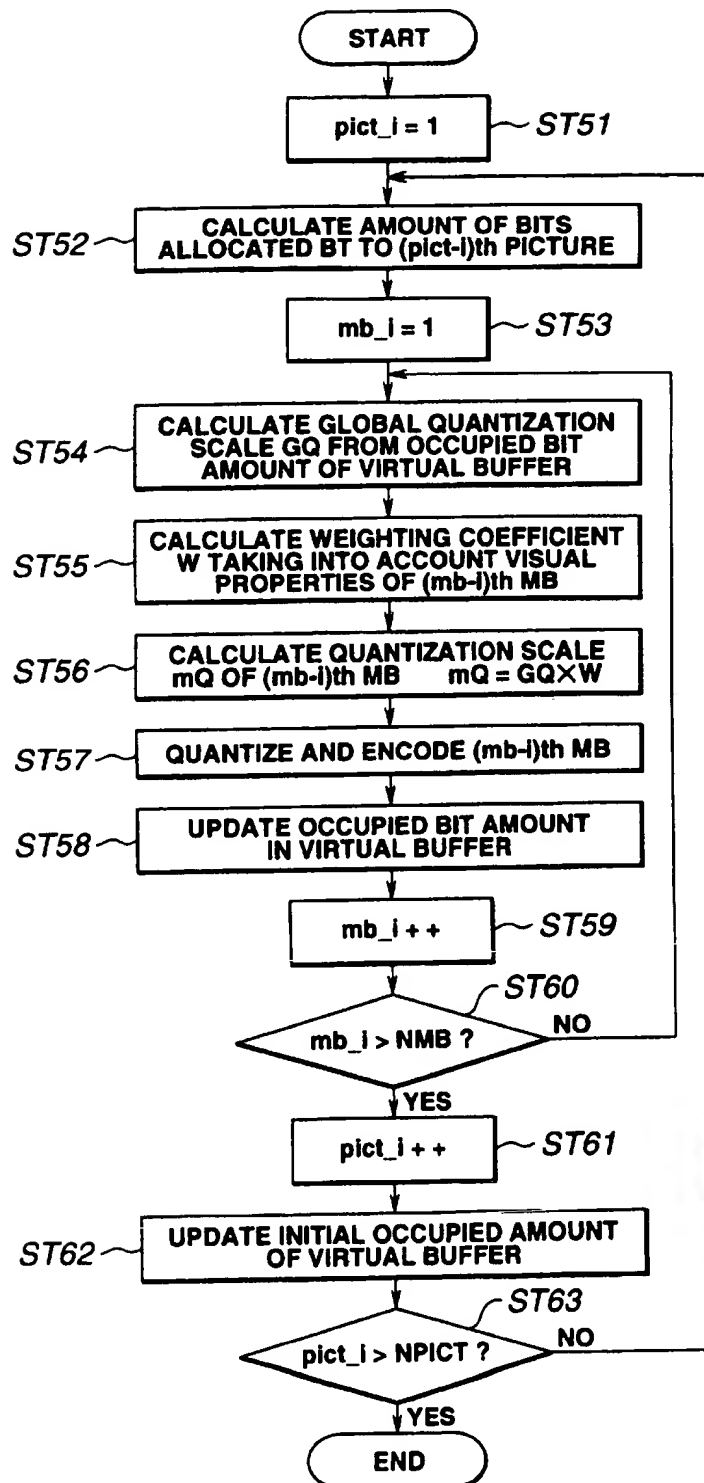 START
pict_i = 1
ST51
ST52
CALCULATE AMOUNT OF BITS
ALLOCATED BT TO (pict-i)th PICTURE
mb_i = 1
ST53
ST54
CALCULATE GLOBAL QUANTIZATION
SCALE GQ FROM OCCUPIED BIT
AMOUNT OF VIRTUAL BUFFER
ST55
CALCULATE WEIGHTING COEFFICIENT
W TAKING INTO ACCOUNT VISUAL
PROPERTIES OF (mb-i)th MB
ST56
CALCULATE QUANTIZATION SCALE
mQ OF (mb-i)th MB mQ = GQ×W
ST57
QUANTIZE AND ENCODE (mb-i)th MB
ST58
UPDATE OCCUPIED BIT AMOUNT
IN VIRTUAL BUFFER
mb_i + +
ST59
ST60
mb_i > NMB ?
NO
YES
pict_i + +
ST61
ST62
UPDATE INITIAL OCCUPIED AMOUNT
OF VIRTUAL BUFFER
ST63
pict_i > NPICT ?
NO
YES
END